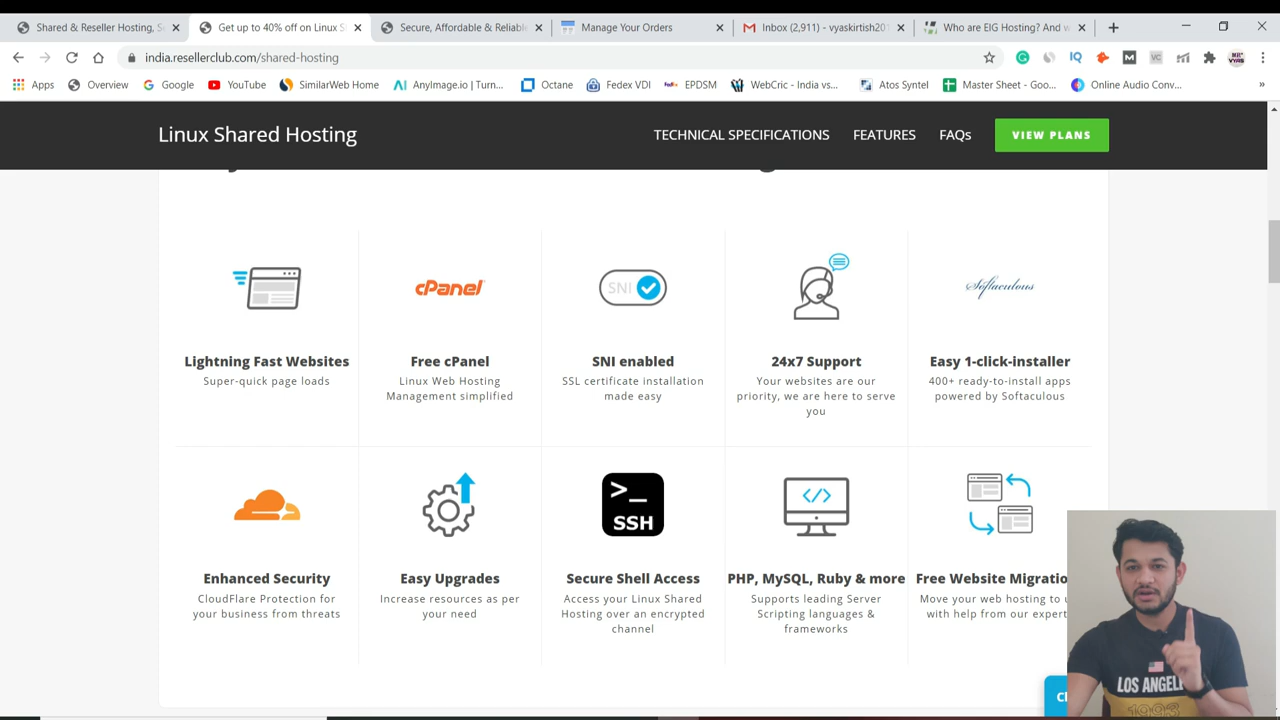 Shared & Reseller Hosting, Se
Get up to 40% off on Linux S
Secure, Affordable & Reliable
Manage Your Orders
Inbox (2,911) - vyaskirtish201
Who are EIG Hosting? And w
india.resellerclub.com/shared-hosting
Apps
Overview
Google
YouTube
SimilarWeb Home
AnyImage.io | Turn...
Octane
Fedex VDI
EPDSM
WebCric - India vs...
Atos Syntel
Master Sheet - Goo...
Online Audio Conv...
Linux Shared Hosting
TECHNICAL SPECIFICATIONS
FEATURES
FAQs
VIEW PLANS
cPanel
SNI
Softaculous
Lightning Fast Websites
Super-quick page loads
Free cPanel
Linux Web Hosting
Management simplified
SNI enabled
SSL certificate installation
made easy
24x7 Support
Your websites are our
priority, we are here to serve
you
Easy 1-click-installer
400+ ready-to-install apps
powered by Softaculous
>_
SSH
</>
Enhanced Security
CloudFlare Protection for
your business from threats
Easy Upgrades
Increase resources as per
your need
Secure Shell Access
Access your Linux Shared
Hosting over an encrypted
channel
PHP, MySQL, Ruby & more
Supports leading Server
Scripting languages &
frameworks
Free Website Migratio
Move your web hosting to u
with help from our expert
LOS ANGELE
1993